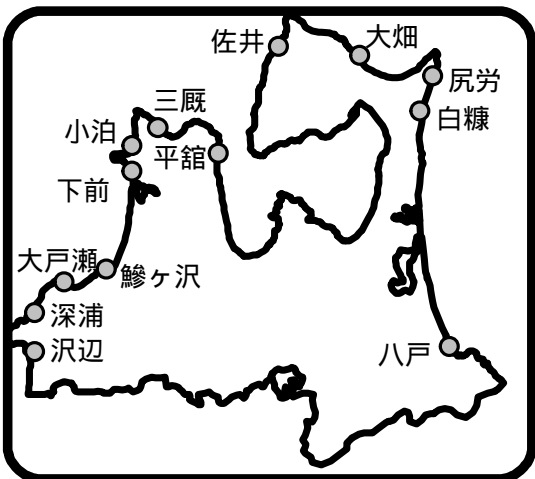 佐井
大畑
尻労
三厩
白糠
小泊
平舘
下前
大戸瀬
鰺ヶ沢
深浦
沢辺
八戸